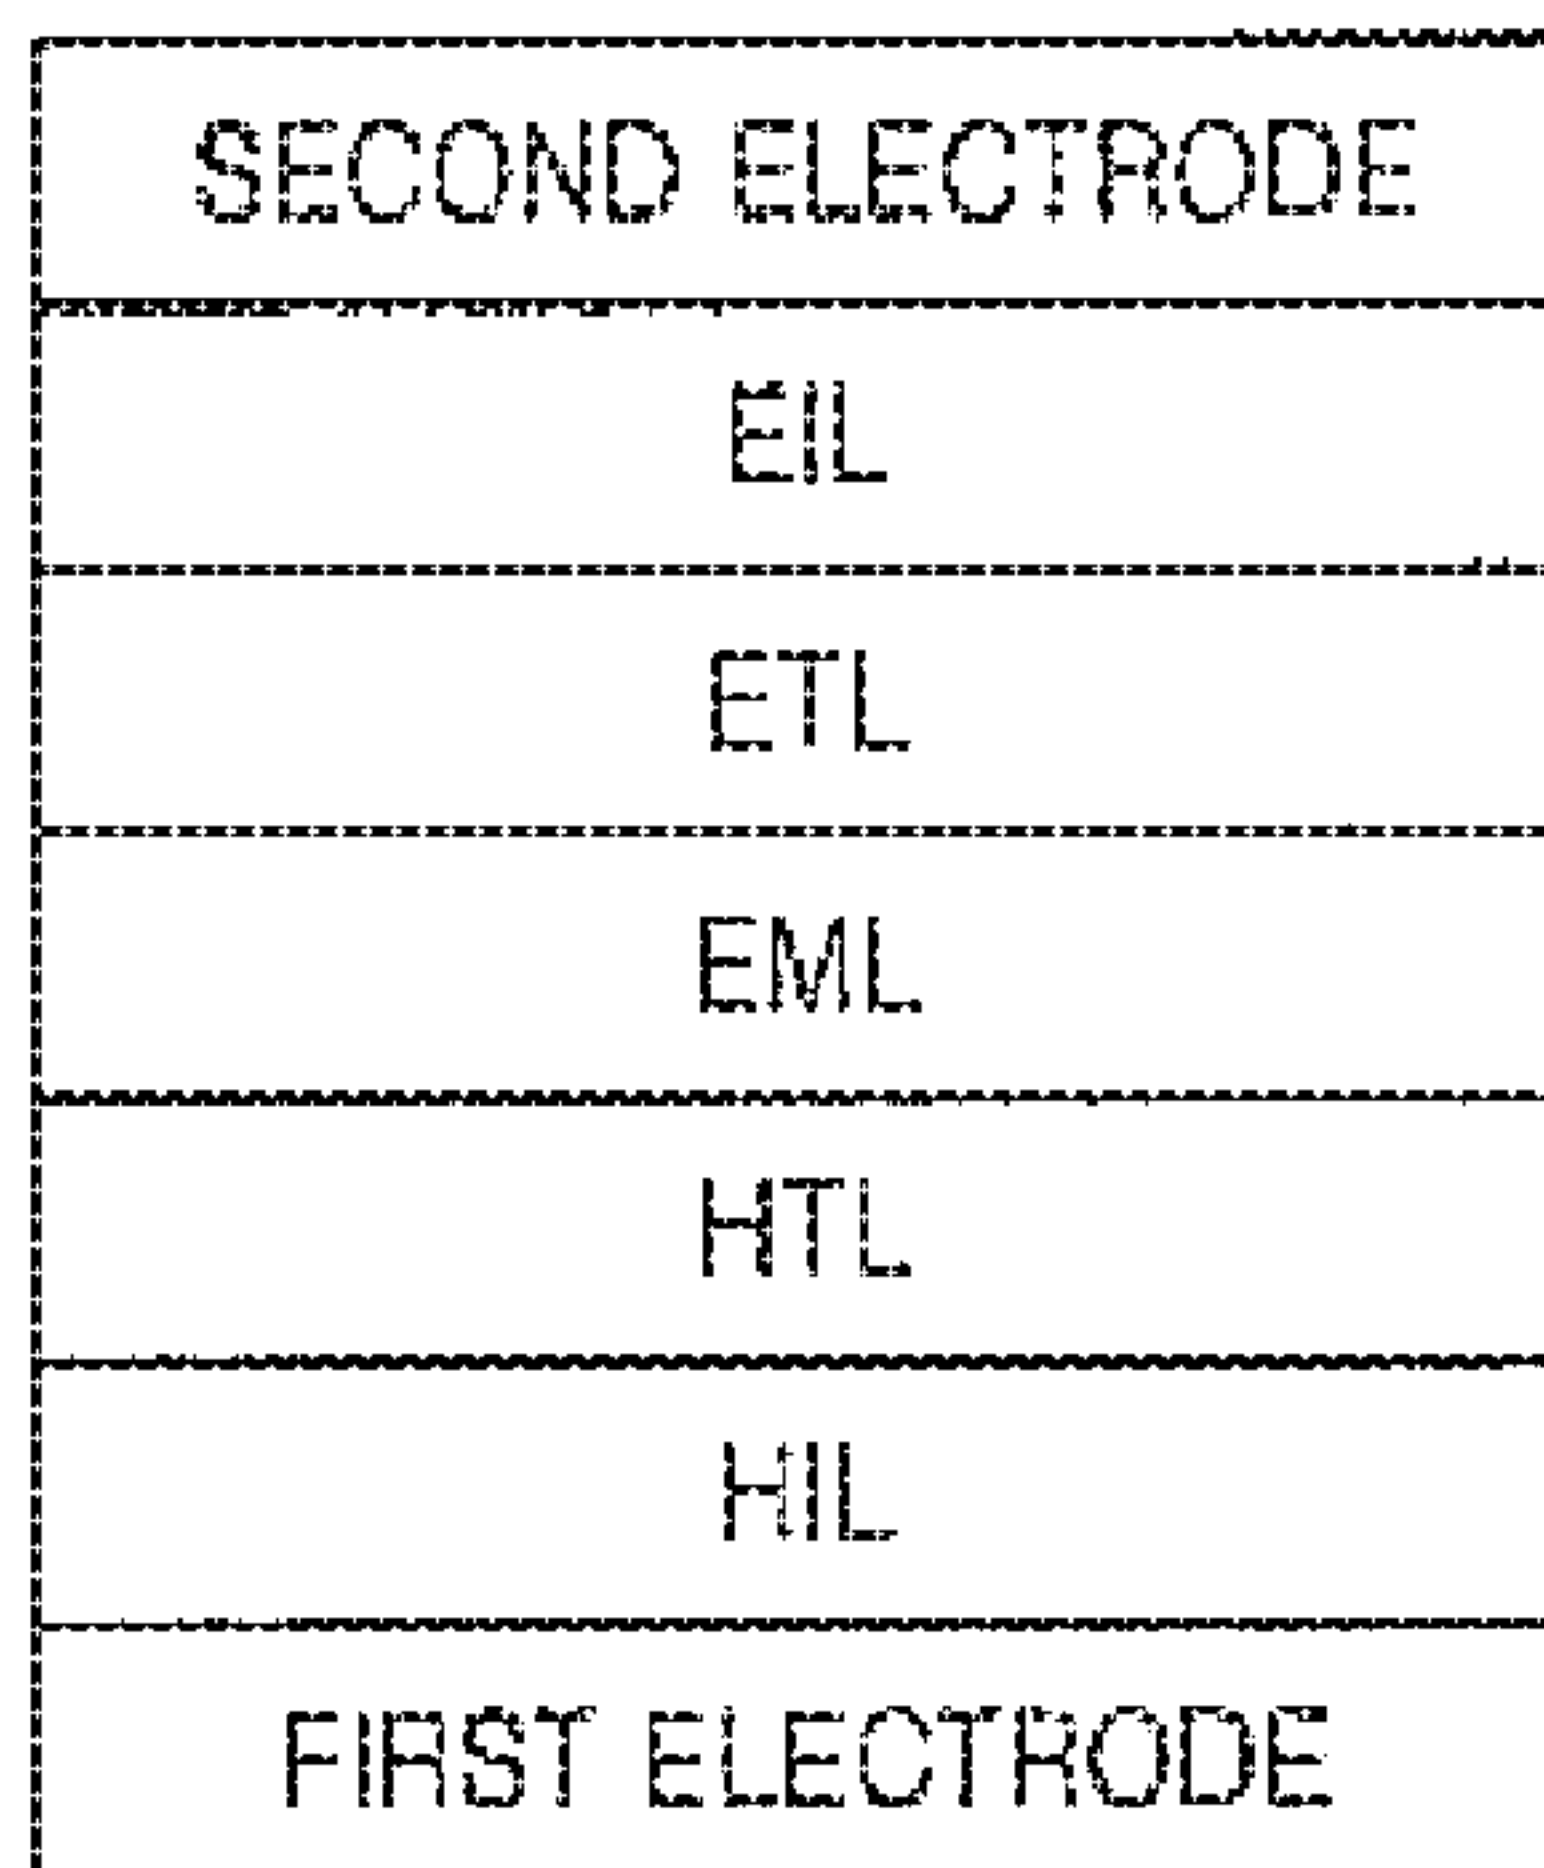 SECOND ELECTRODE
EIL
ETL
EML
HTL
HIL
FIRST ELECTRODE